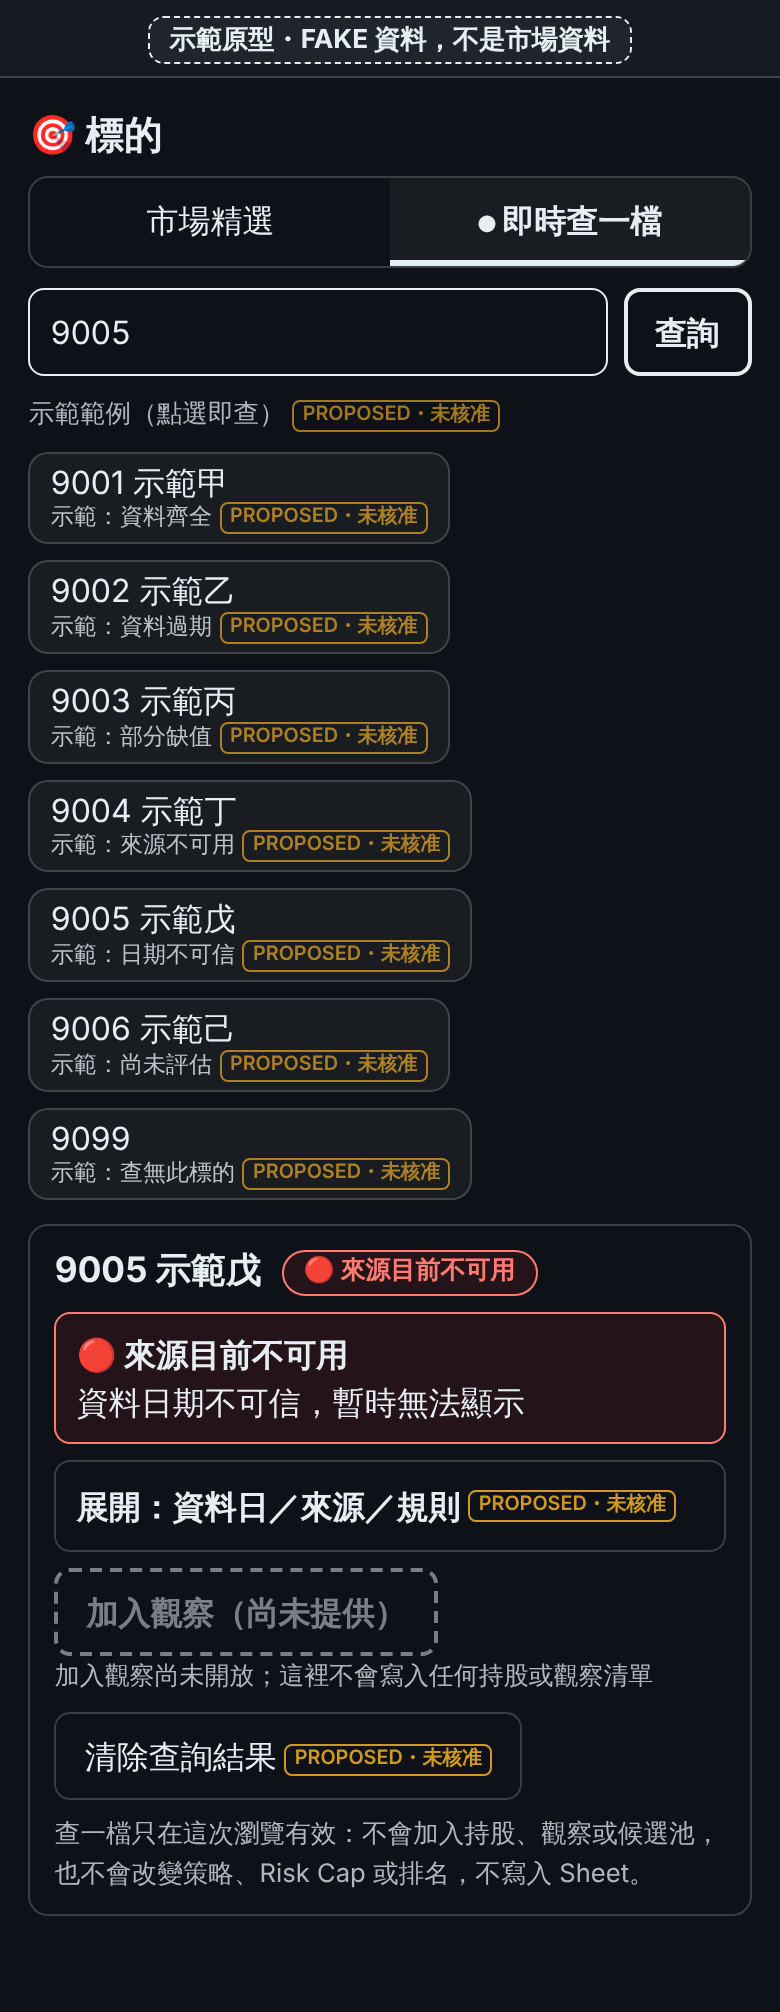 示範原型・FAKE 資料，不是市場資料
🎯 標的
市場精選
●即時查一檔
9005
查詢
示範範例（點選即查） PROPOSED・未核准
9001 示範甲
示範：資料齊全 PROPOSED・未核准
9002 示範乙
示範：資料過期 PROPOSED・未核准
9003 示範丙
示範：部分缺值 PROPOSED・未核准
9004 示範丁
示範：來源不可用 PROPOSED・未核准
9005 示範戊
示範：日期不可信 PROPOSED・未核准
9006 示範己
示範：尚未評估 PROPOSED・未核准
9099
示範：查無此標的 PROPOSED・未核准
9005 示範戊 🔴 來源目前不可用
🔴 來源目前不可用
資料日期不可信，暫時無法顯示
展開：資料日／來源／規則 PROPOSED・未核准
加入觀察（尚未提供）
加入觀察尚未開放；這裡不會寫入任何持股或觀察清單
清除查詢結果 PROPOSED・未核准
查一檔只在這次瀏覽有效：不會加入持股、觀察或候選池，
也不會改變策略、Risk Cap 或排名，不寫入 Sheet。